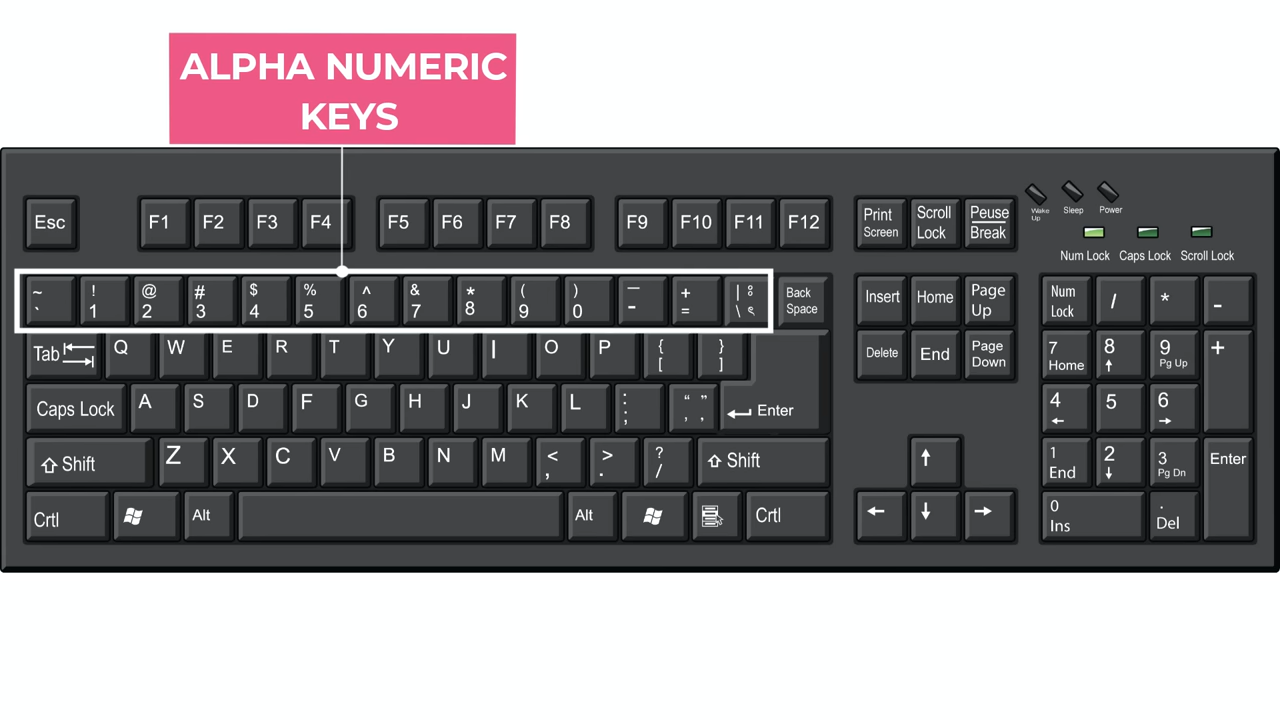 ALPHA NUMERIC
KEYS
Esc F1 F2 F3 F4 F5 F6 F7 F8 F9 F10 F11 F12
Print
Screen
Scroll
Lock
Peuse
Break
Wake
Up
Sleep
Power
Num Lock Caps Lock Scroll Lock
~ ! @ # $ % ^ & * ( ) — + |
` 1 2 3 4 5 6 7 8 9 0 - = \
Back
Space
Insert Home Page
Up
Num
Lock
/ * -
Tab Q W E R T Y U I O P { }
[ ]
Delete End Page
Down
7
Home
8
↑
9
Pg Up
+
Caps Lock A S D F G H J K L : “ ”
; , ,
Enter
4
←
5
6
→
Shift Z X C V B N M < > ?
, . /
Shift
↑
1
End
2
↓
3
Pg Dn
Enter
Crtl Alt Alt Crtl
← ↓ →
0
Ins
.
Del